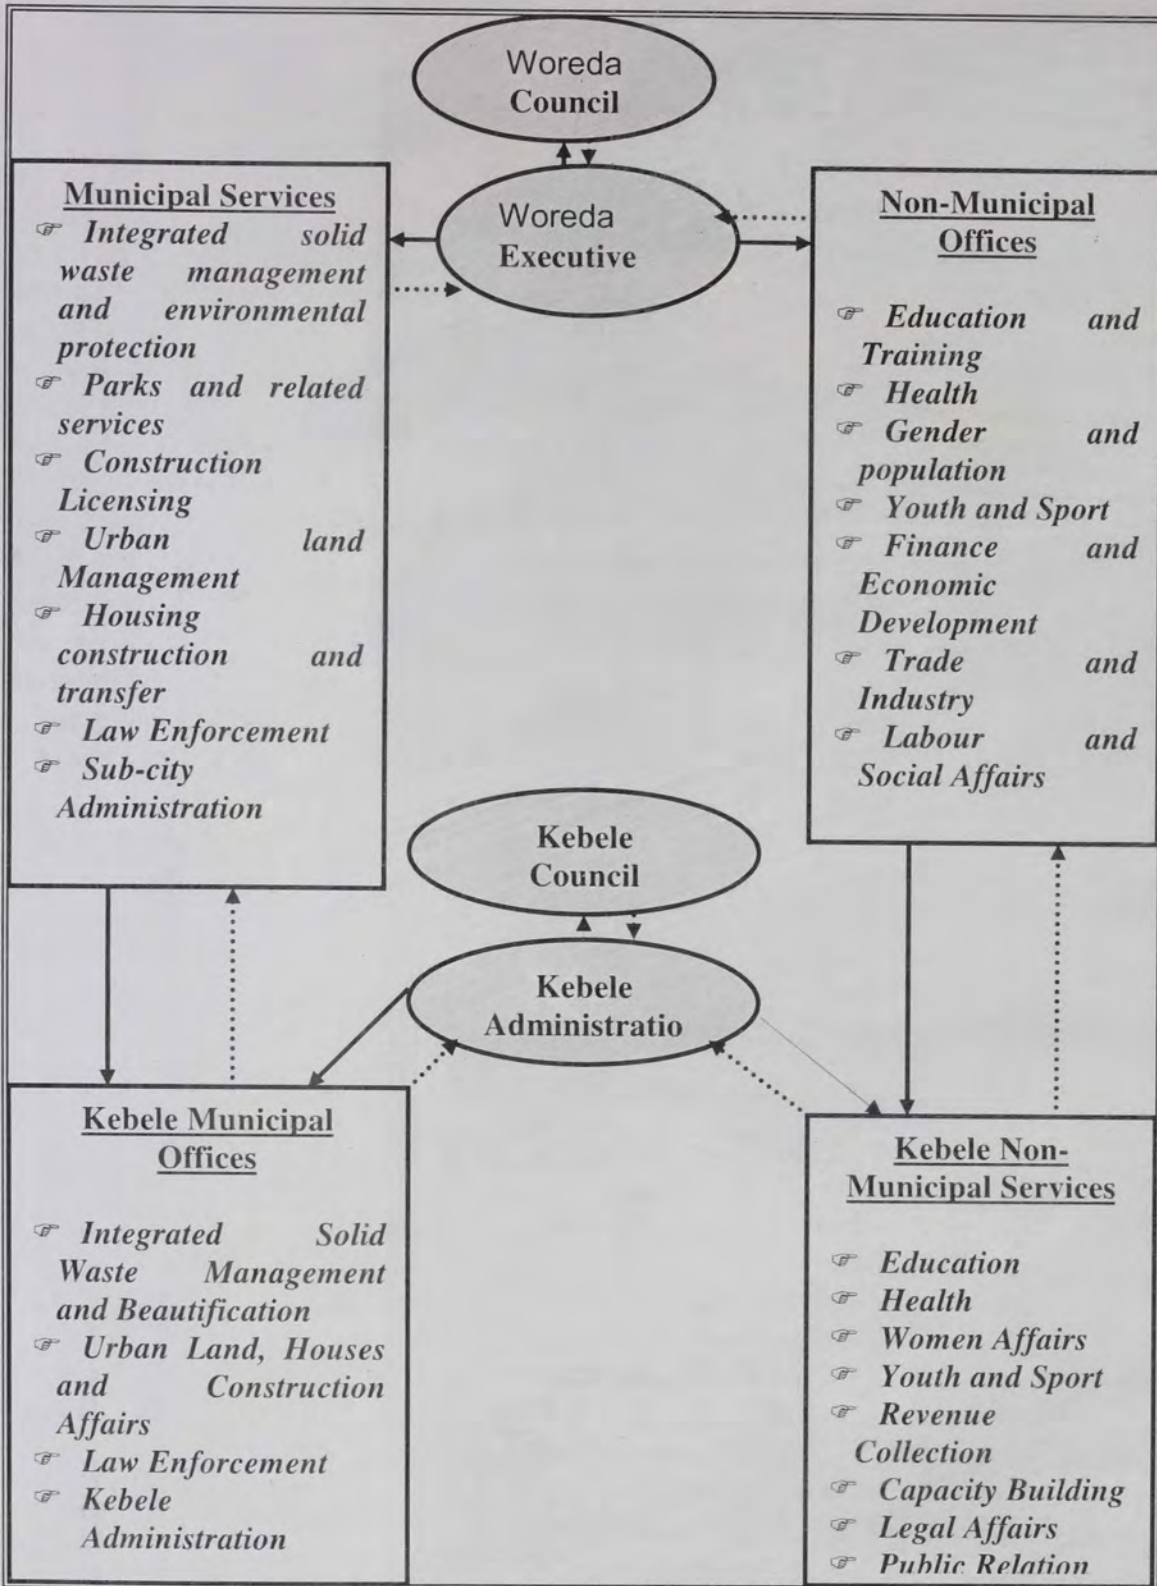 Woreda
Council
Woreda
Executive
Municipal Services
☞ Integrated solid
waste management
and environmental
protection
☞ Parks and related
services
☞ Construction
Licensing
☞ Urban land
Management
☞ Housing
construction and
transfer
☞ Law Enforcement
☞ Sub-city
Administration
Non-Municipal
Offices
☞ Education and
Training
☞ Health
☞ Gender and
population
☞ Youth and Sport
☞ Finance and
Economic
Development
☞ Trade and
Industry
☞ Labour and
Social Affairs
Kebele
Council
Kebele
Administratio
Kebele Municipal
Offices
☞ Integrated Solid
Waste Management
and Beautification
☞ Urban Land, Houses
and Construction
Affairs
☞ Law Enforcement
☞ Kebele
Administration
Kebele Non-
Municipal Services
☞ Education
☞ Health
☞ Women Affairs
☞ Youth and Sport
☞ Revenue
Collection
☞ Capacity Building
☞ Legal Affairs
☞ Public Relation